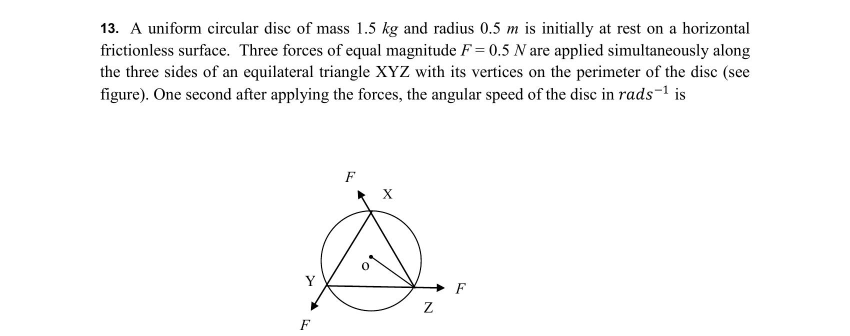 13. A uniform circular disc of mass 1.5 kg and radius 0.5 m is initially at rest on a horizontal
frictionless surface. Three forces of equal magnitude F = 0.5 N are applied simultaneously along
the three sides of an equilateral triangle XYZ with its vertices on the perimeter of the disc (see
figure). One second after applying the forces, the angular speed of the disc in rads⁻¹ is
F
X
O
Y
F
Z
F